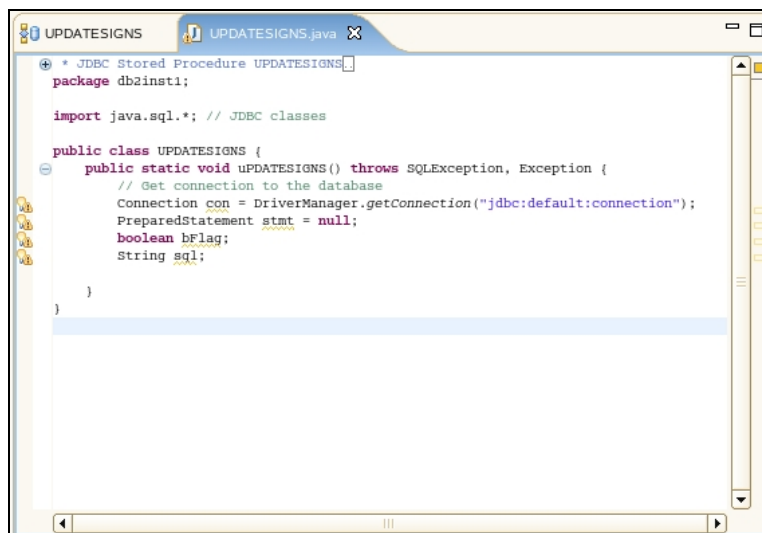 UPDATESIGNS
UPDATESIGNS.java
* JDBC Stored Procedure UPDATESIGNS..
package db2inst1;
import java.sql.*; // JDBC classes
public class UPDATESIGNS {
public static void uPDATESIGNS() throws SQLException, Exception {
// Get connection to the database
Connection con = DriverManager.getConnection("jdbc:default:connection");
PreparedStatement stmt = null;
boolean bFlag;
String sql;
}
}